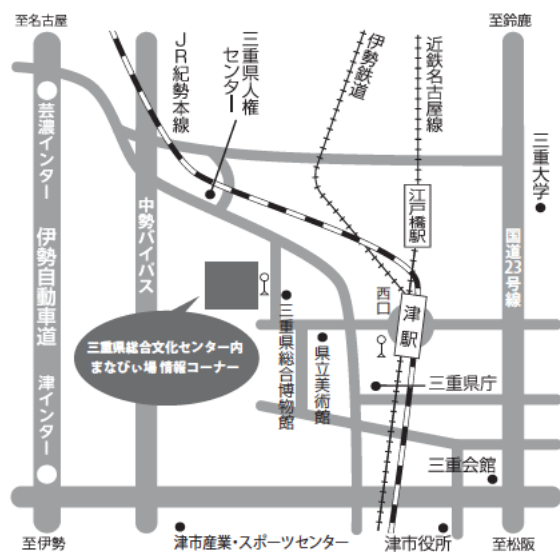 至名古屋
至鈴鹿
JR紀勢本線
三重県人権
センター
伊勢鉄道
近鉄名古屋線
三重大学
芸濃インター
伊勢自動車道
津インター
中勢バイパス
江戸橋駅
国道23号線
西口
津駅
三重県総合文化センター内
まなびぃ場 情報コーナー
三重県総合博物館
県立美術館
三重県庁
三重会館
至伊勢
津市産業・スポーツセンター
津市役所
至松阪